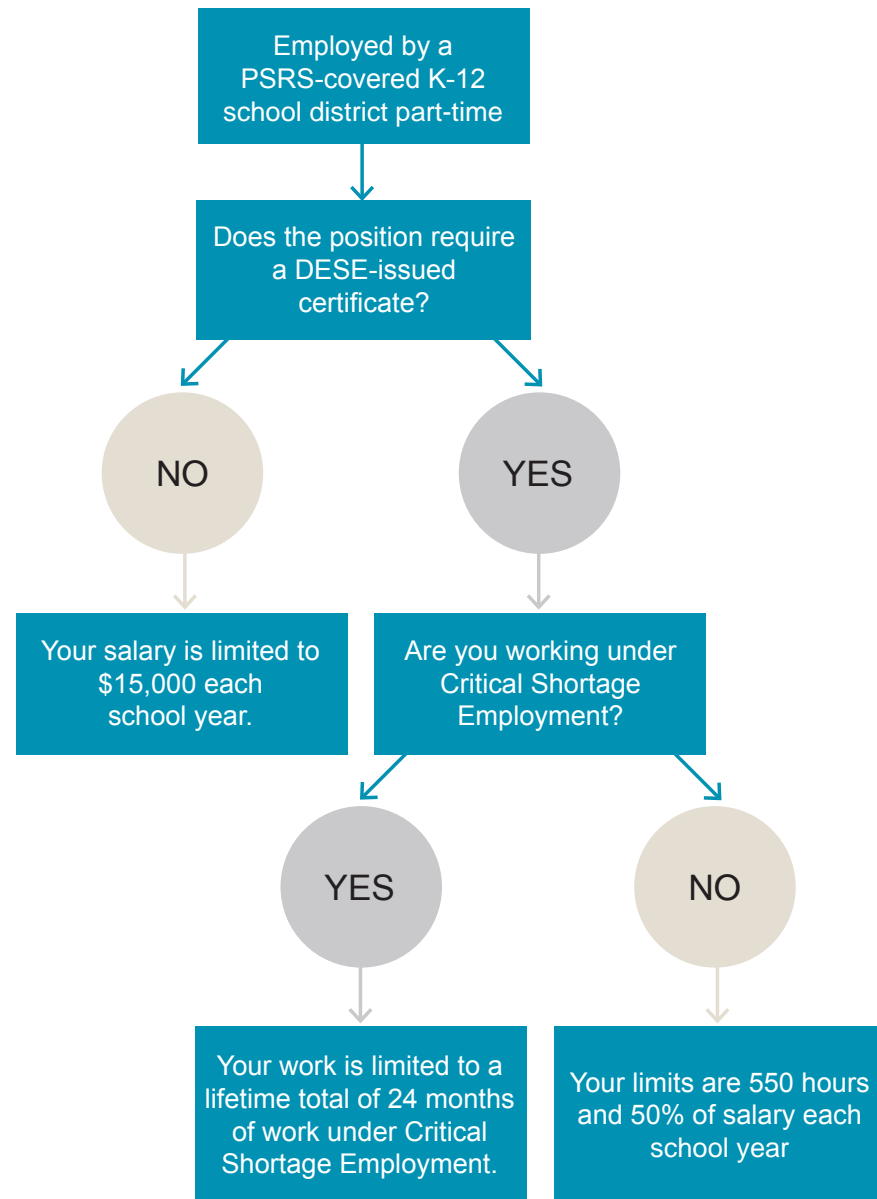 Employed by a
PSRS-covered K-12
school district part-time
Does the position require
a DESE-issued
certificate?
NO
YES
Your salary is limited to
$15,000 each
school year.
Are you working under
Critical Shortage
Employment?
YES
NO
Your work is limited to a
lifetime total of 24 months
of work under Critical
Shortage Employment.
Your limits are 550 hours
and 50% of salary each
school year